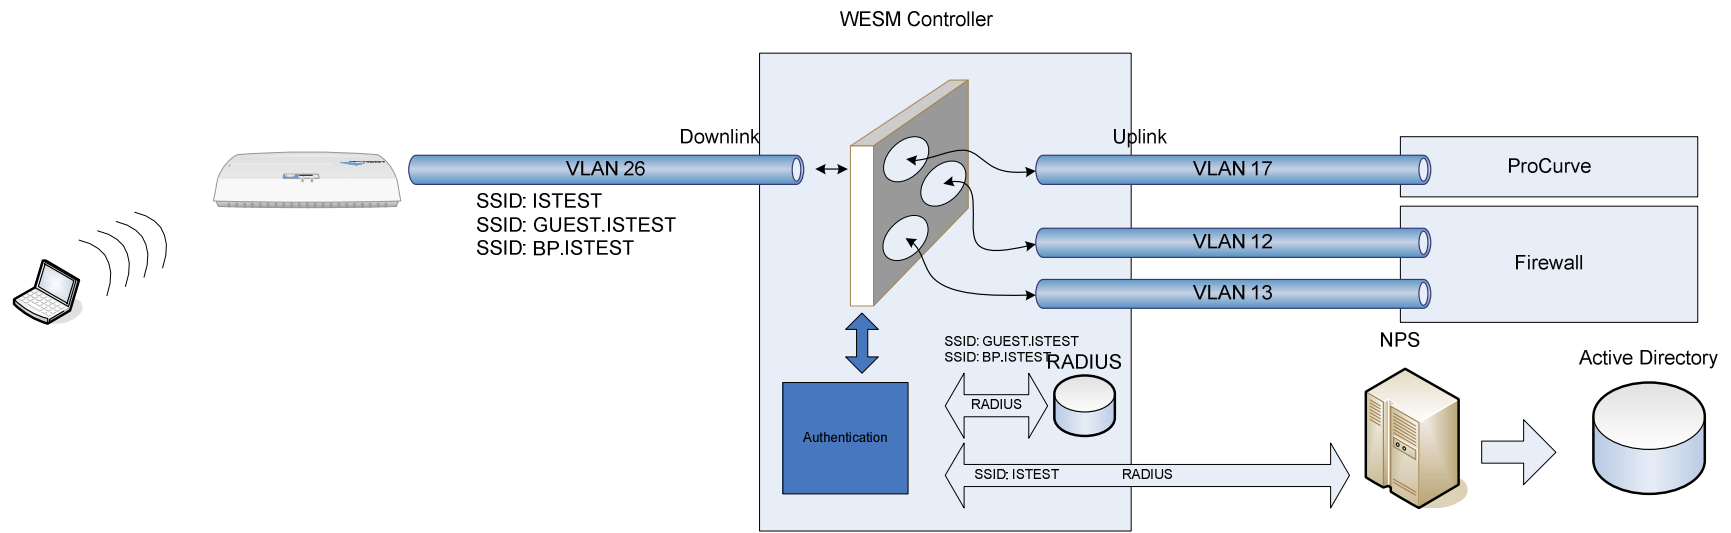 WESM Controller
Downlink
Uplink
VLAN 26
VLAN 17
ProCurve
SSID: ISTEST
SSID: GUEST.ISTEST
SSID: BP.ISTEST
VLAN 12
Firewall
VLAN 13
NPS
SSID: GUEST.ISTEST
SSID: BP.ISTEST
RADIUS
Active Directory
RADIUS
Authentication
SSID: ISTEST RADIUS